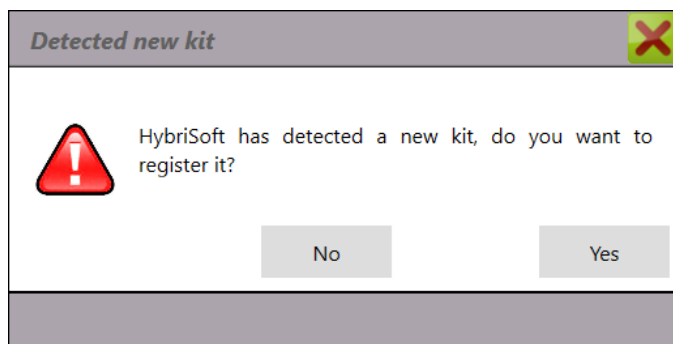 Detected new kit
HybriSoft has detected a new kit, do you want to
register it?
No
Yes